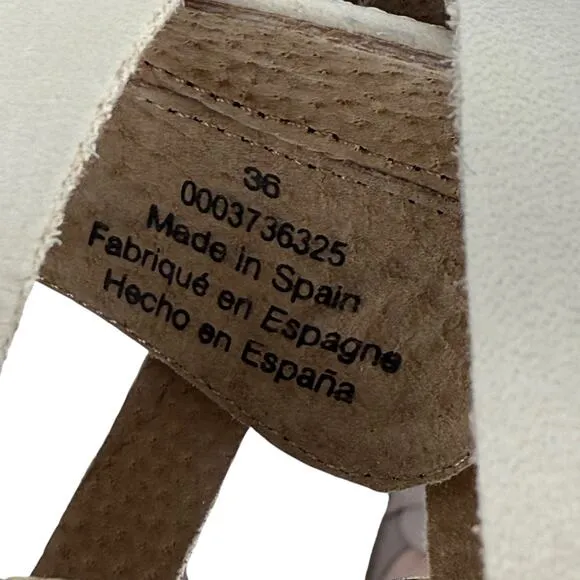 36
0003736325
Made in Spain
Fabriqué en Espagne
Hecho en España